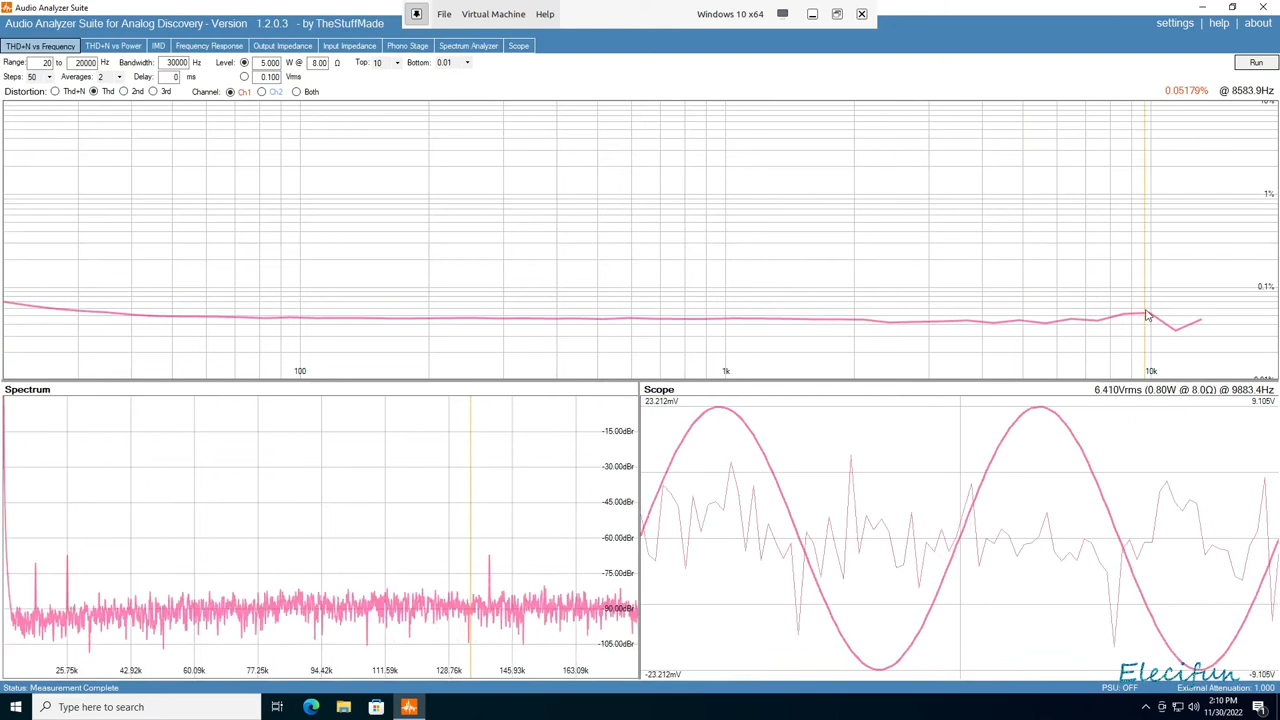 Audio Analyzer Suite
File Virtual Machine Help Windows 10 x64
Audio Analyzer Suite for Analog Discovery - Version 1.2.0.3 - by TheStuffMade settings help about
THD+N vs Frequency THD+N vs Power IMD Frequency Response Output Impedance Input Impedance Phono Stage Spectrum Analyzer Scope
Range: 20 to 20000 Hz Bandwidth: 30000 Hz Level: 5.000 W @ 8.00 Ω Top: 10 Bottom: 0.01 Run
Steps: 50 Averages: 2 Delay: 0 ms 0.100 Vrms
Distortion: Thd+N Thd 2nd 3rd Channel: Ch1 Ch2 Both 0.05179% @ 8583.9Hz
10%
1%
0.1%
100 1k 10k
0.01%
Spectrum
-15.00dBr
-30.00dBr
-45.00dBr
-60.00dBr
-75.00dBr
-90.00dBr
-105.00dBr
25.75k 42.92k 60.09k 77.25k 94.42k 111.59k 128.76k 145.93k 163.09k
Scope 6.410Vrms (0.80W @ 8.0Ω) @ 9883.4Hz
23.212mV 9.105V
-23.212mV -9.105V
Elecifun
Status: Measurement Complete PSU: OFF External Attenuation: 1.000
Type here to search
2:10 PM
11/30/2022